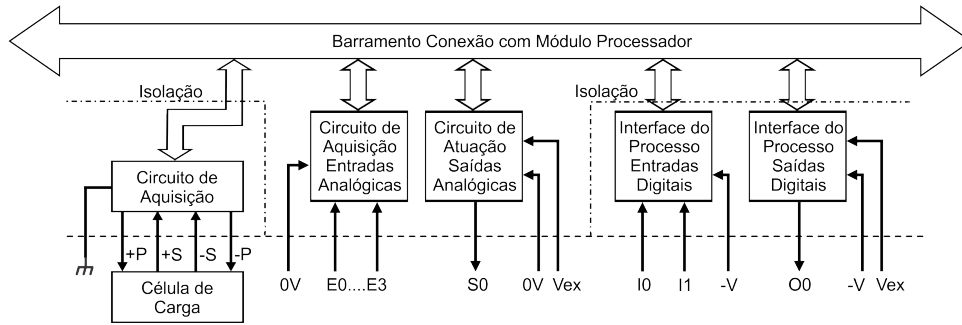 Barramento Conexão com Módulo Processador
Isolação
Isolação
Circuito de
Aquisição
Circuito de
Aquisição
Entradas
Analógicas
Circuito de
Atuação
Saídas
Analógicas
Interface do
Processo
Entradas
Digitais
Interface do
Processo
Saídas
Digitais
+P
+S
-S
-P
Célula de
Carga
0V
E0....E3
S0
0V
Vex
I0
I1
-V
O0
-V
Vex